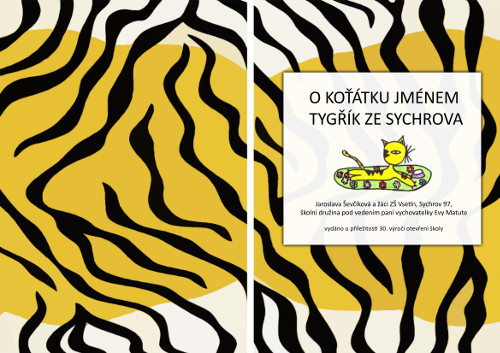 O KOŤÁTKU JMÉNEM
TYGŘÍK ZE SYCHROVA
Jaroslava Ševčíková a žáci ZŠ Vsetín, Sychrov 97,
školní družina pod vedením paní vychovatelky Evy Matute
vydáno u příležitosti 30. výročí otevření školy